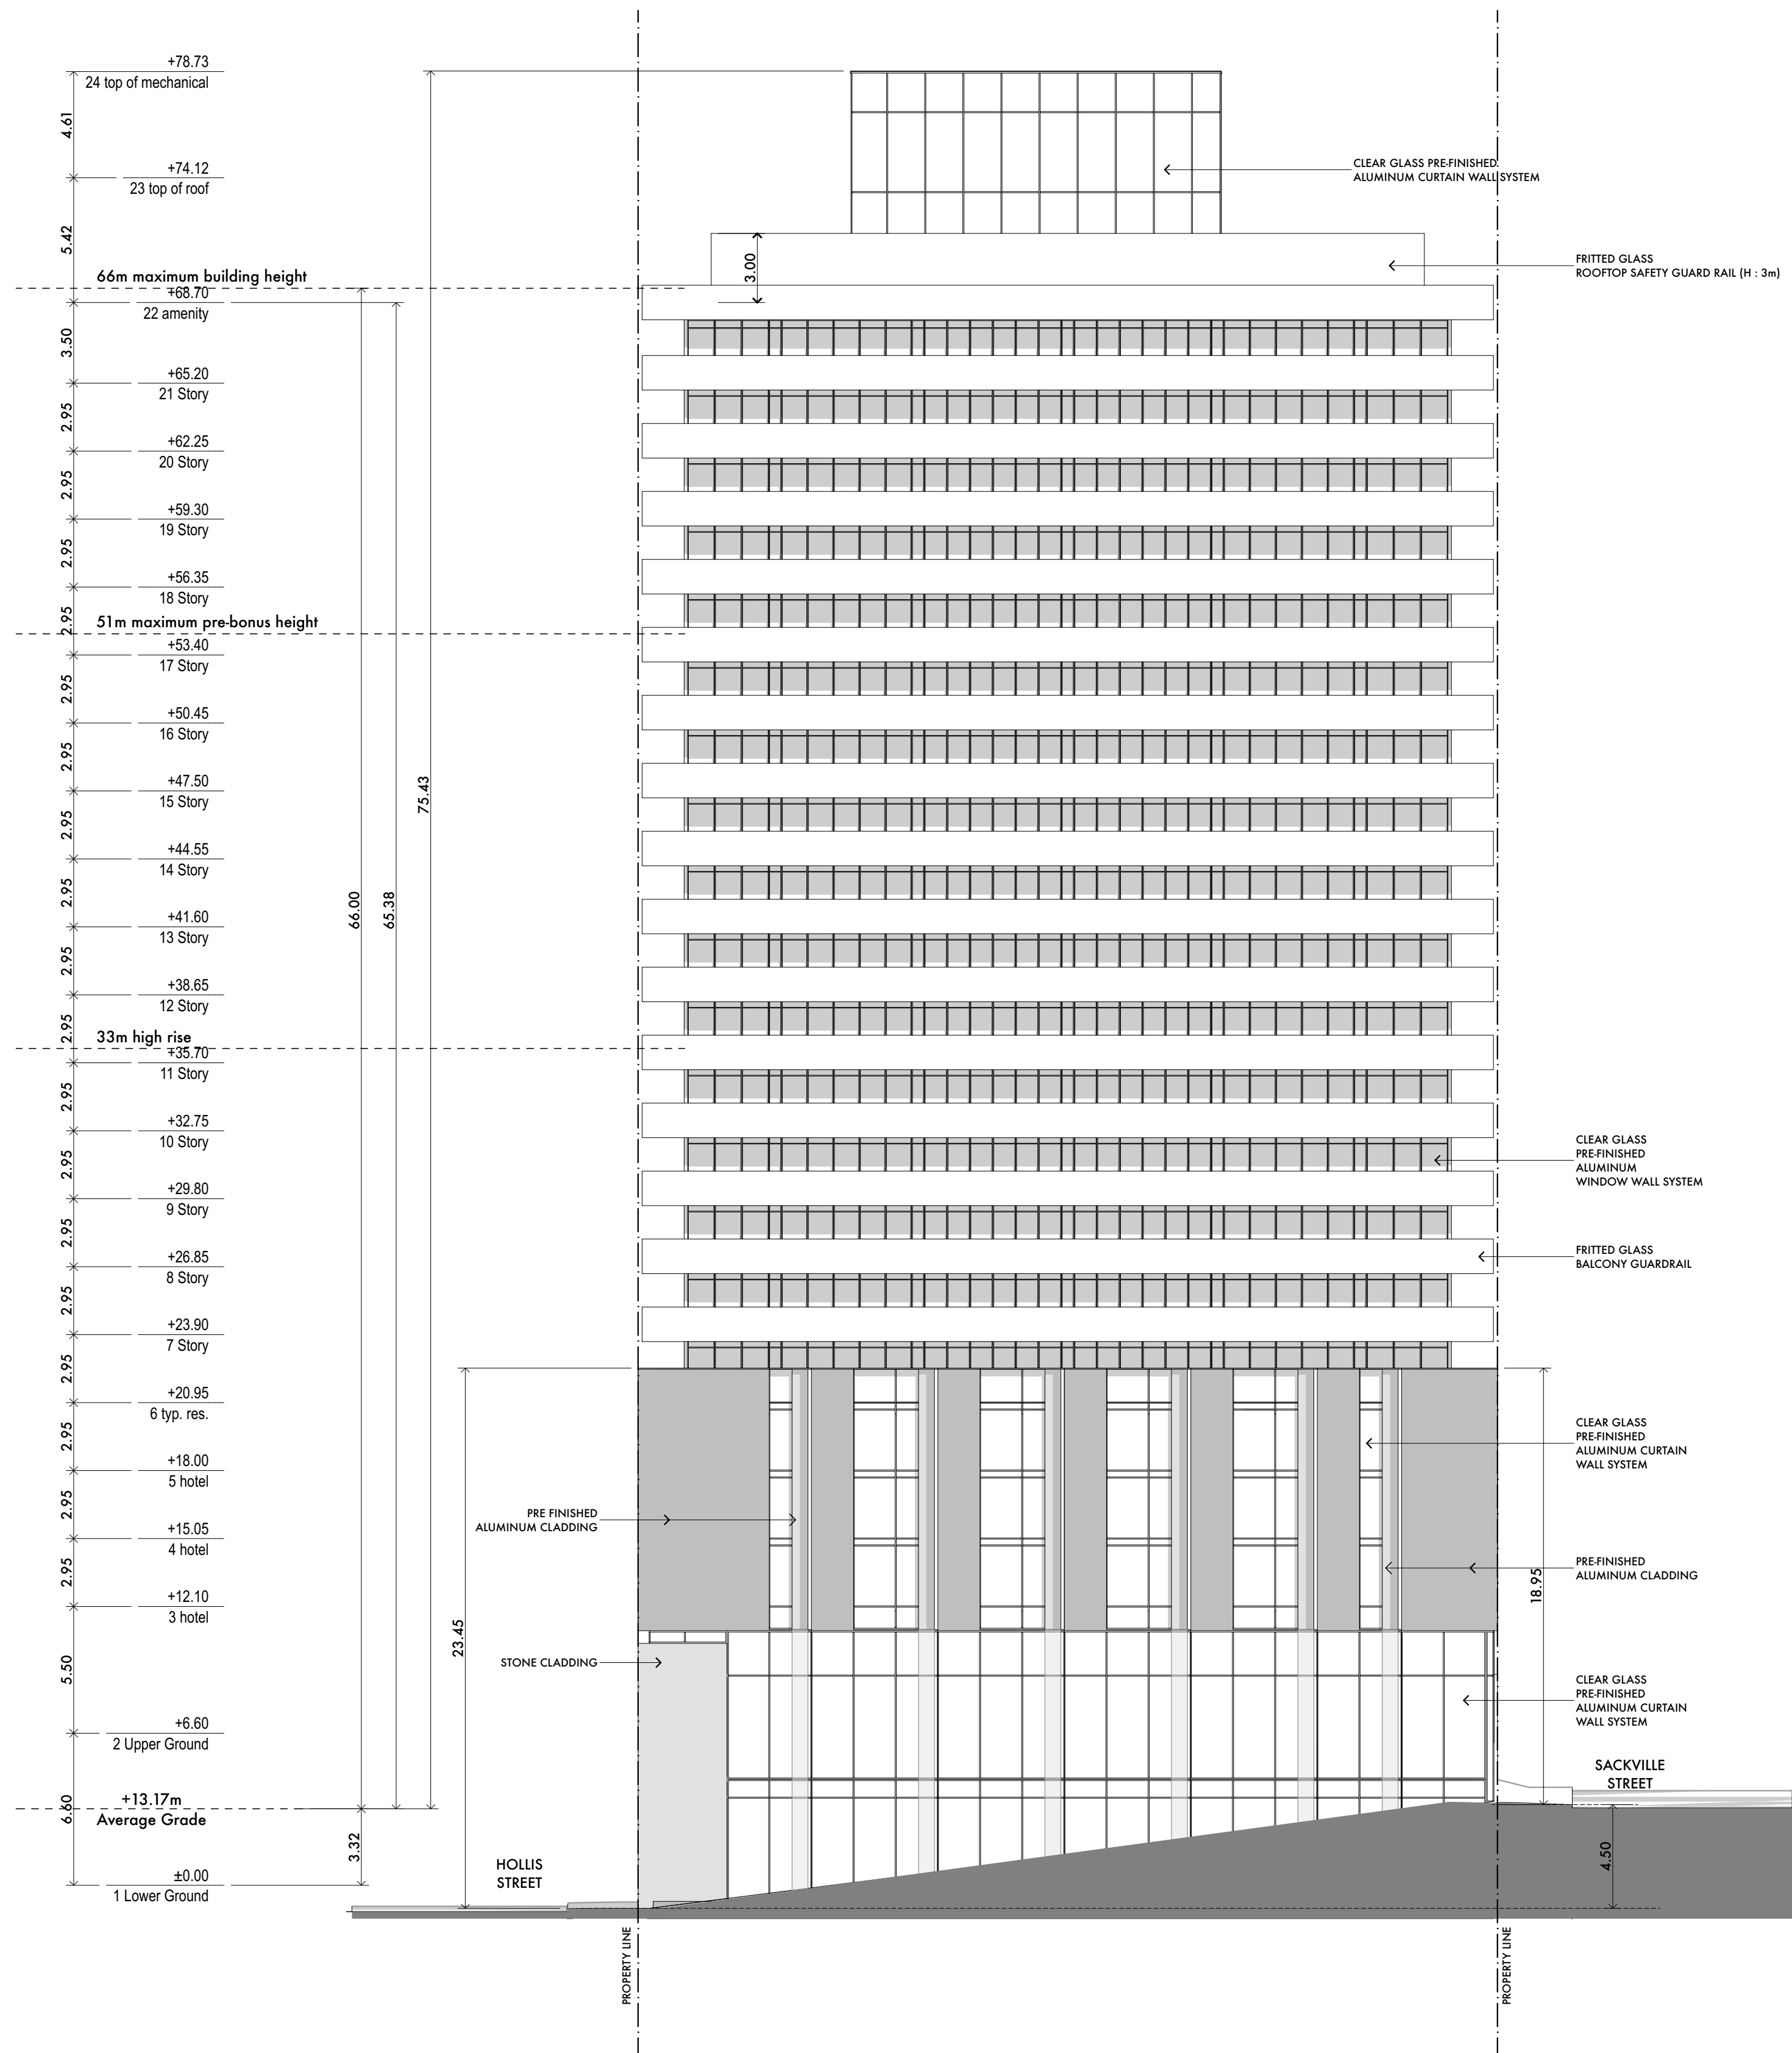 +78.73
24 top of mechanical
4.61
+74.12
23 top of roof
5.42
66m maximum building height
+68.70
22 amenity
3.50
+65.20
21 Story
2.95
+62.25
20 Story
2.95
+59.30
19 Story
2.95
+56.35
18 Story
2.95
51m maximum pre-bonus height
+53.40
17 Story
2.95
+50.45
16 Story
2.95
+47.50
15 Story
2.95
+44.55
14 Story
2.95
+41.60
13 Story
2.95
+38.65
12 Story
2.95
33m high rise
+35.70
11 Story
2.95
+32.75
10 Story
2.95
+29.80
9 Story
2.95
+26.85
8 Story
2.95
+23.90
7 Story
2.95
+20.95
6 typ. res.
2.95
+18.00
5 hotel
2.95
+15.05
4 hotel
2.95
+12.10
3 hotel
5.50
+6.60
2 Upper Ground
6.60
+13.17m
Average Grade
±0.00
1 Lower Ground
3.32
66.00
65.38
75.43
23.45
3.00
CLEAR GLASS PRE-FINISHED
ALUMINUM CURTAIN WALL SYSTEM
FRITTED GLASS
ROOFTOP SAFETY GUARD RAIL (H : 3m)
CLEAR GLASS
PRE-FINISHED
ALUMINUM
WINDOW WALL SYSTEM
FRITTED GLASS
BALCONY GUARDRAIL
CLEAR GLASS
PRE-FINISHED
ALUMINUM CURTAIN
WALL SYSTEM
PRE FINISHED
ALUMINUM CLADDING
PRE-FINISHED
ALUMINUM CLADDING
18.95
STONE CLADDING
CLEAR GLASS
PRE-FINISHED
ALUMINUM CURTAIN
WALL SYSTEM
SACKVILLE
STREET
4.50
HOLLIS
STREET
PROPERTY LINE
PROPERTY LINE